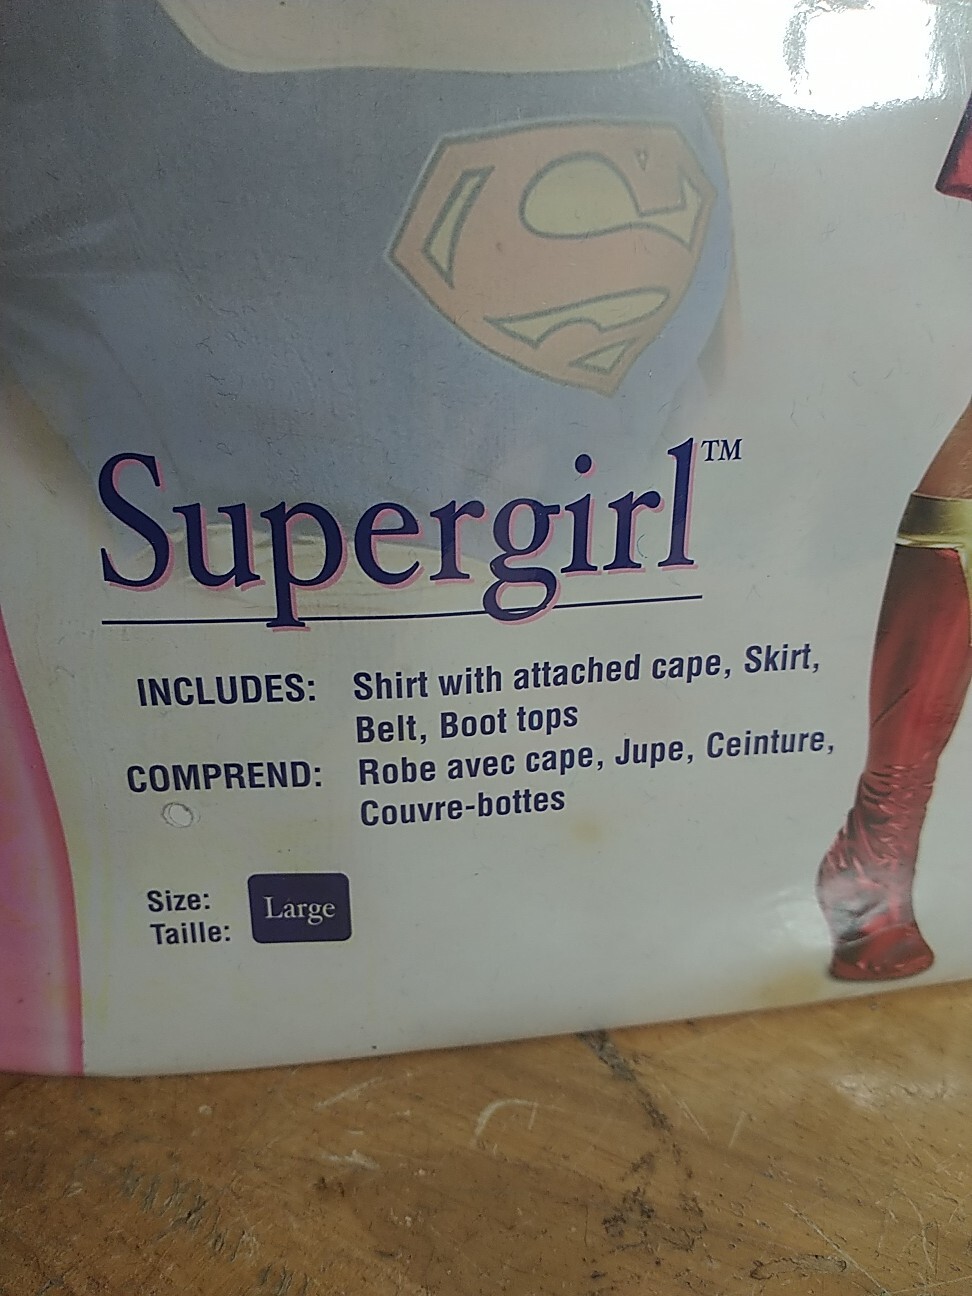 Supergirl™
INCLUDES: Shirt with attached cape, Skirt,
Belt, Boot tops
COMPREND: Robe avec cape, Jupe, Ceinture,
Couvre-bottes
Size: Large
Taille: